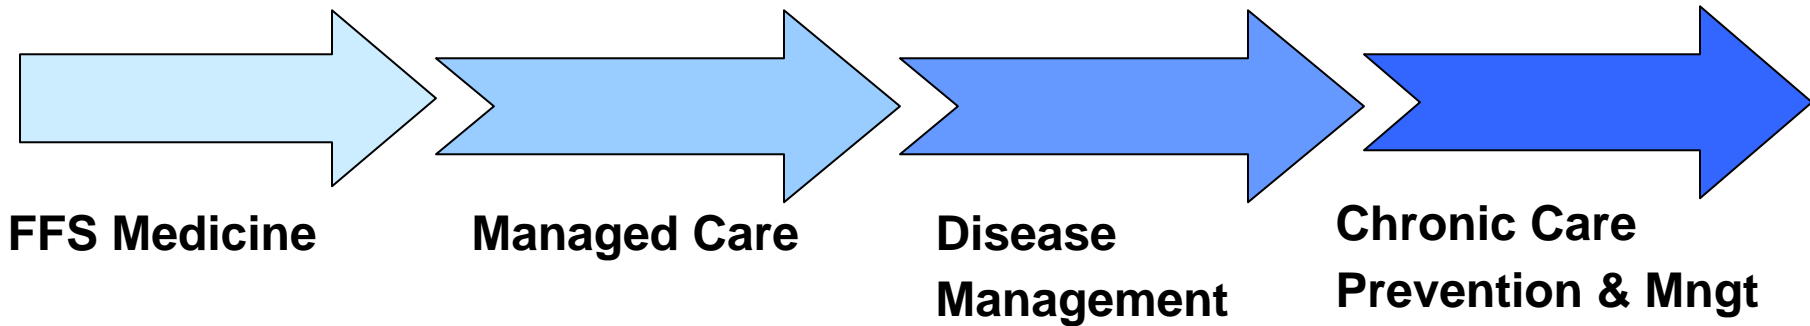 FFS Medicine
Managed Care
Disease
Management
Chronic Care
Prevention & Mngt